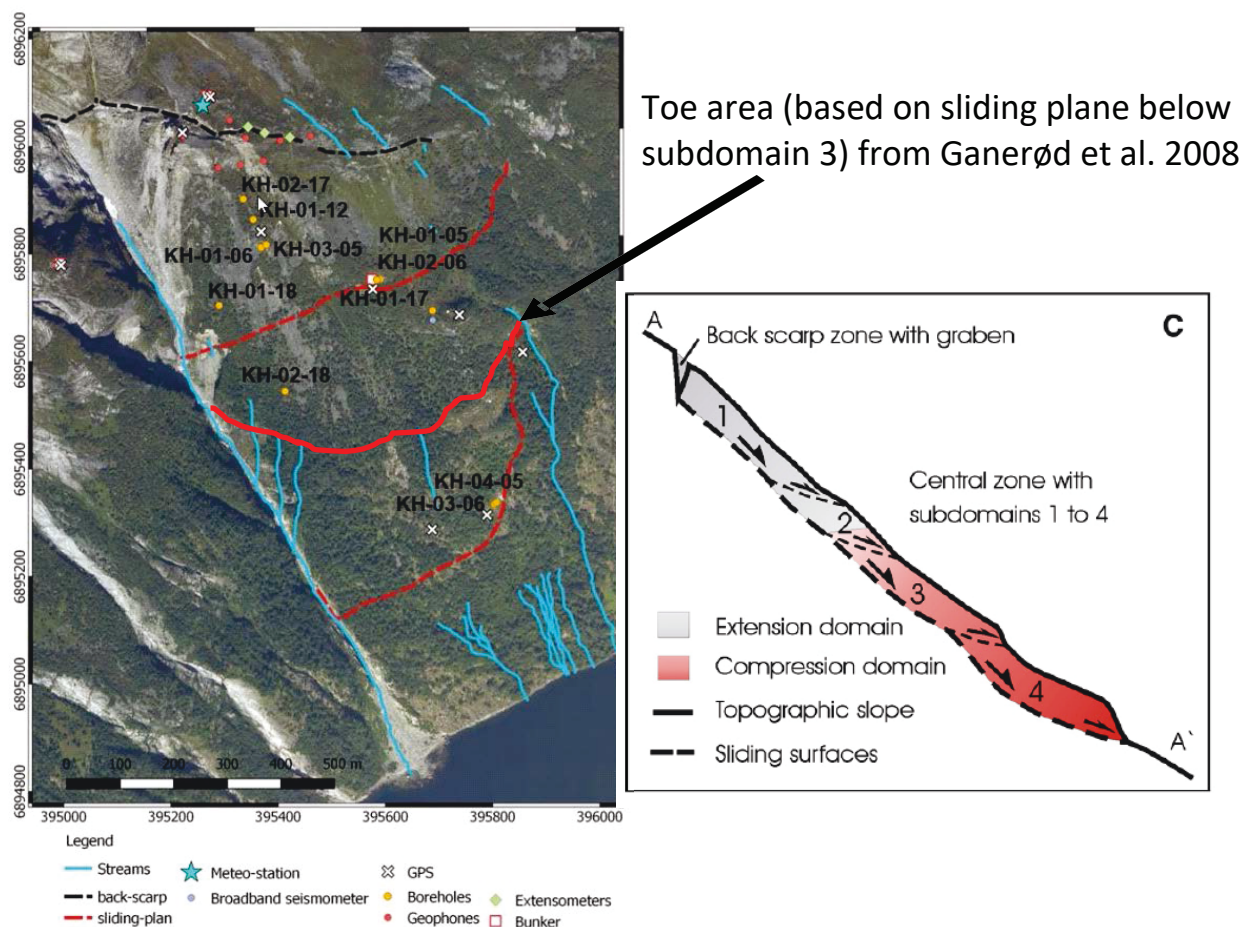 Toe area (based on sliding plane below
subdomain 3) from Ganerød et al. 2008
6896200
6896000
6895800
6895600
6895400
6895200
6895000
6894800
KH-02-17
KH-01-12
KH-01-05
KH-01-06
KH-03-05
KH-02-06
KH-01-18
KH-01-17
KH-02-18
KH-04-05
KH-03-06
0 100 200 300 400 500 m
395000 395200 395400 395600 395800 396000
Legend
Streams
Meteo-station
GPS
back-scarp
Broadband seismometer
Boreholes
Extensometers
sliding-plan
Geophones
Bunker
A
C
Back scarp zone with graben
1
Central zone with
subdomains 1 to 4
2
3
Extension domain
Compression domain
4
Topographic slope
A`
Sliding surfaces